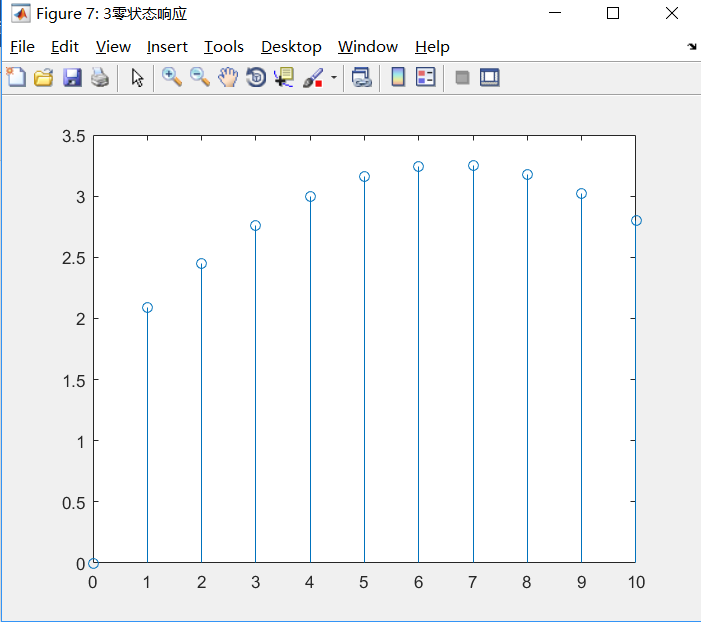 Figure 7: 3零状态响应
File Edit View Insert Tools Desktop Window Help
3.5
3
2.5
2
1.5
1
0.5
0
0 1 2 3 4 5 6 7 8 9 10